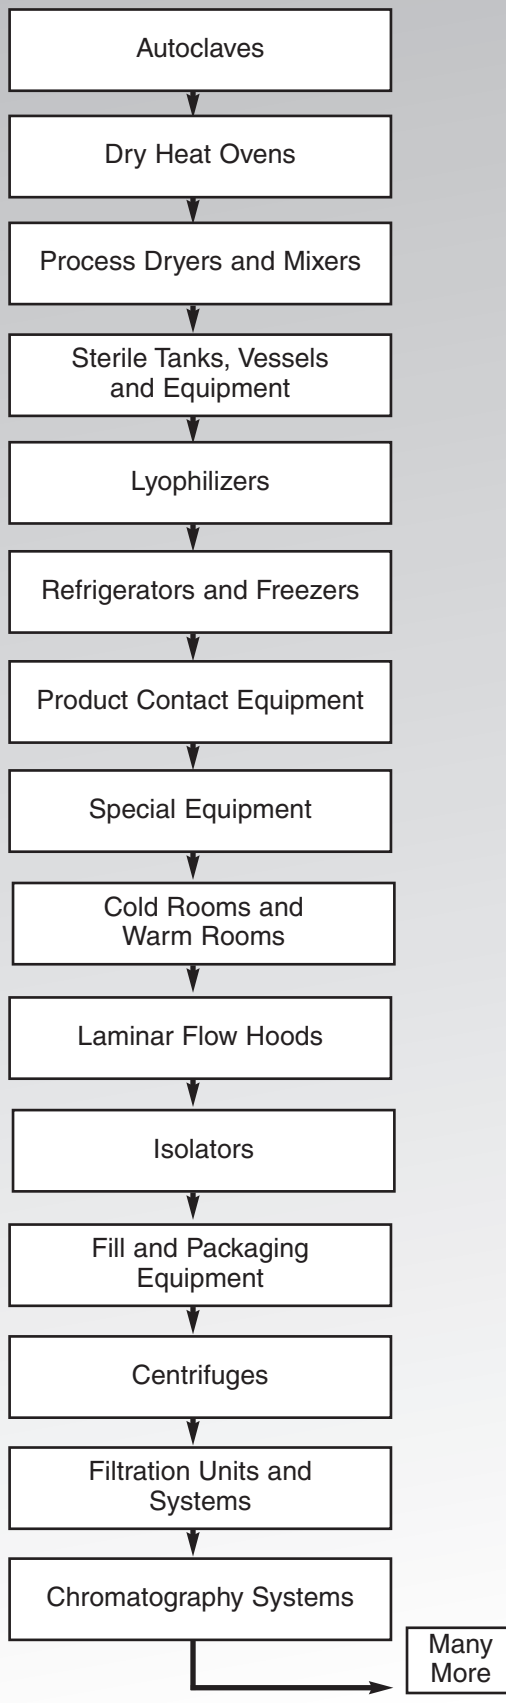 Autoclaves
Dry Heat Ovens
Process Dryers and Mixers
Sterile Tanks, Vessels
and Equipment
Lyophilizers
Refrigerators and Freezers
Product Contact Equipment
Special Equipment
Cold Rooms and
Warm Rooms
Laminar Flow Hoods
Isolators
Fill and Packaging
Equipment
Centrifuges
Filtration Units and
Systems
Chromatography Systems
Many
More